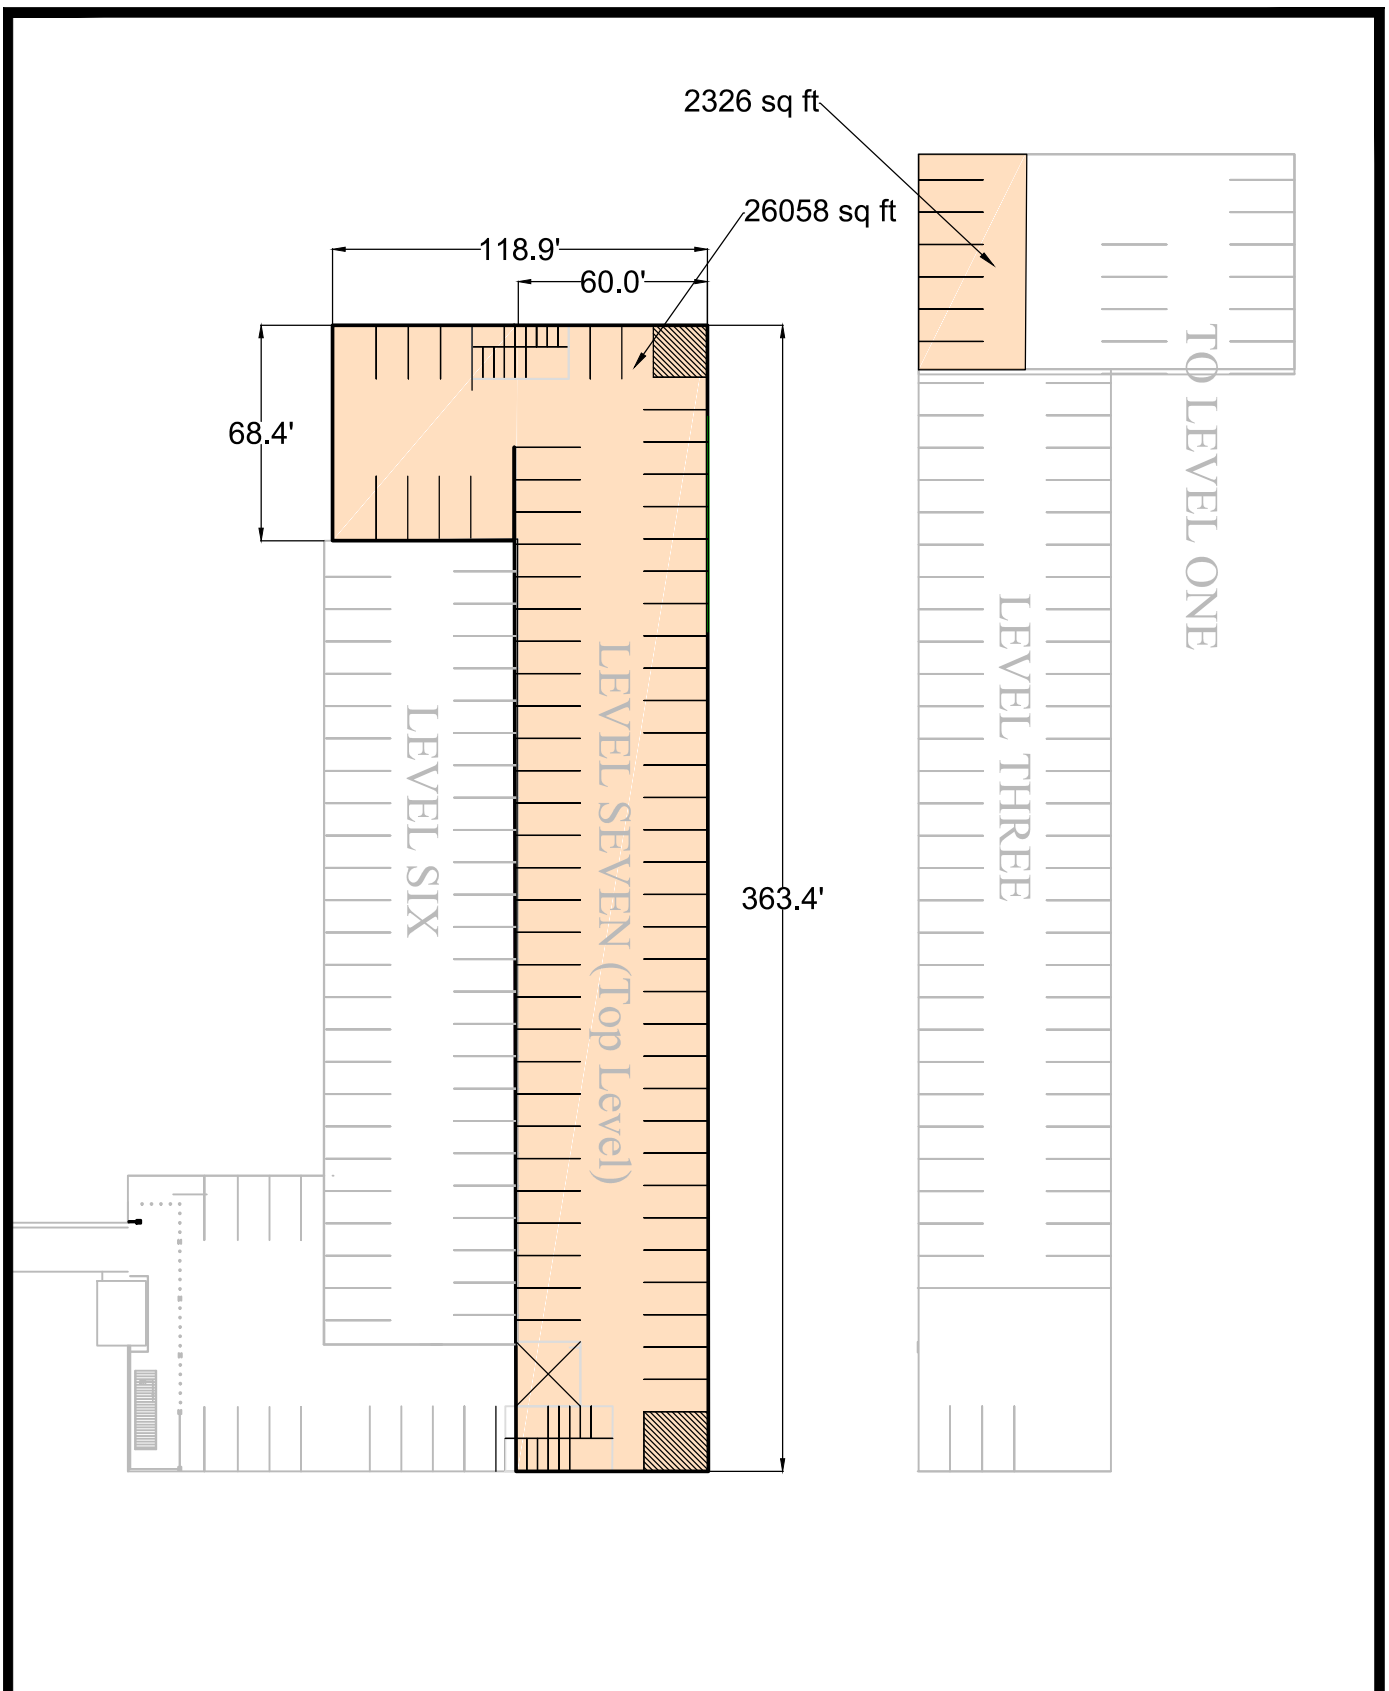 2326 sq ft
26058 sq ft
118.9'
60.0'
68.4'
363.4'
TO LEVEL ONE
LEVEL THREE
LEVEL SEVEN (Top Level)
LEVEL SIX